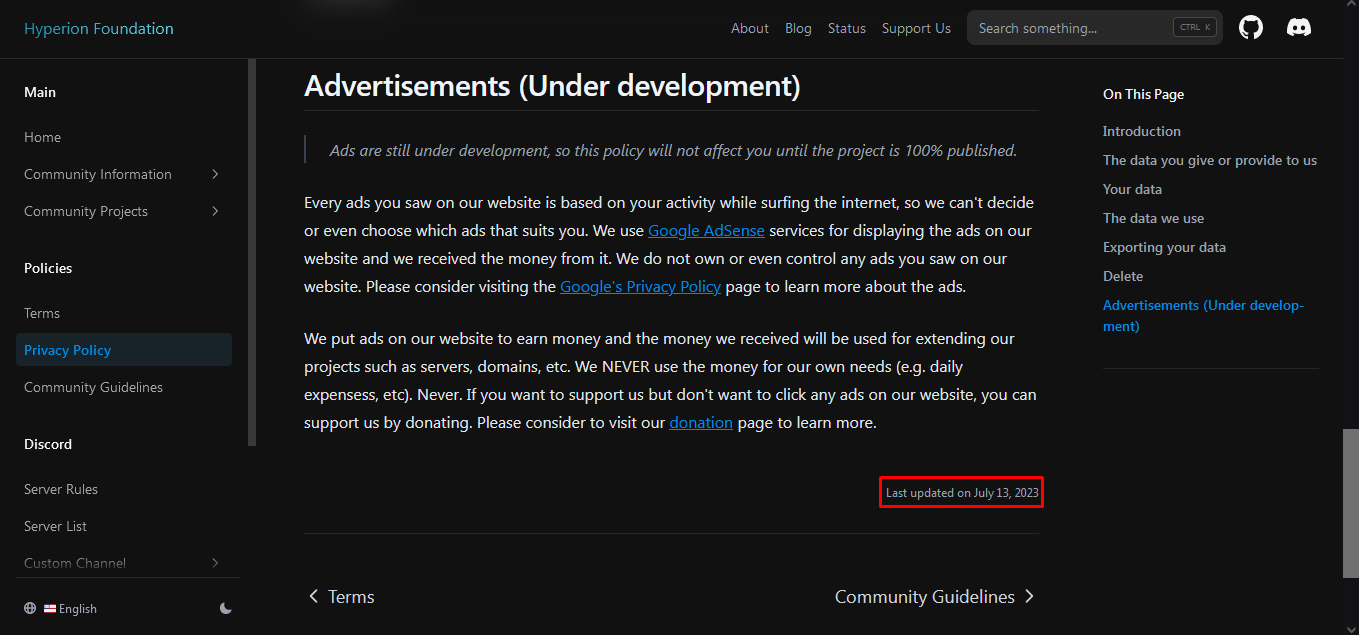 Hyperion Foundation
About
Blog
Status
Support Us
Search something...
CTRL K
Main
Home
Community Information
Community Projects
Policies
Terms
Privacy Policy
Community Guidelines
Discord
Server Rules
Server List
Custom Channel
English
Advertisements (Under development)
Ads are still under development, so this policy will not affect you until the project is 100% published.
Every ads you saw on our website is based on your activity while surfing the internet, so we can't decide
or even choose which ads that suits you. We use Google AdSense services for displaying the ads on our
website and we received the money from it. We do not own or even control any ads you saw on our
website. Please consider visiting the Google's Privacy Policy page to learn more about the ads.
We put ads on our website to earn money and the money we received will be used for extending our
projects such as servers, domains, etc. We NEVER use the money for our own needs (e.g. daily
expensess, etc). Never. If you want to support us but don't want to click any ads on our website, you can
support us by donating. Please consider to visit our donation page to learn more.
Last updated on July 13, 2023
Terms
Community Guidelines
On This Page
Introduction
The data you give or provide to us
Your data
The data we use
Exporting your data
Delete
Advertisements (Under develop-
ment)